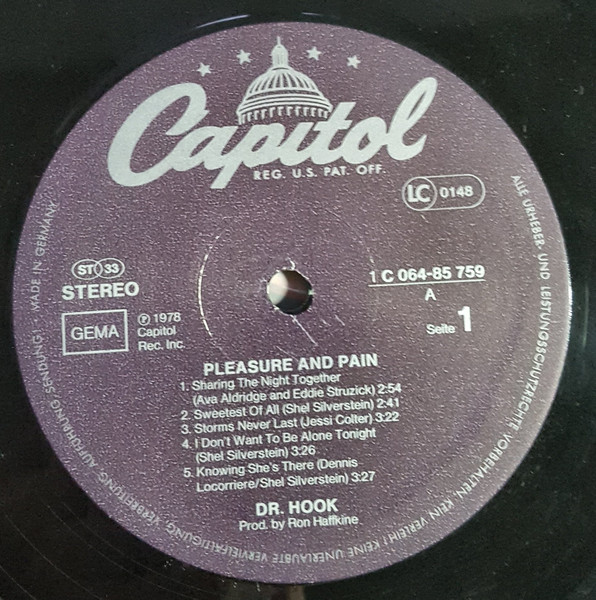 Capitol
REG. U.S. PAT. OFF.
LC 0148
ST 33
STEREO
GEMA
℗ 1978
Capitol
Rec. Inc.
1 C 064-85 759
A
Seite 1
PLEASURE AND PAIN
1. Sharing The Night Together
(Ava Aldridge and Eddie Struzick) 2:54
2. Sweetest Of All (Shel Silverstein) 2:41
3. Storms Never Last (Jessi Colter) 3:22
4. I Don't Want To Be Alone Tonight
(Shel Silverstein) 3:26
5. Knowing She's There (Dennis
Locorriere/Shel Silverstein) 3:27
DR. HOOK
Prod. by Ron Haffkine
ALLE URHEBER- UND LEISTUNGSSCHUTZRECHTE VORBEHALTEN. KEIN VERLEIH! KEINE UNERLAUBTE VERVIELFÄLTIGUNG, VERBREITUNG, AUFFÜHRUNG, SENDUNG! · MADE IN GERMANY